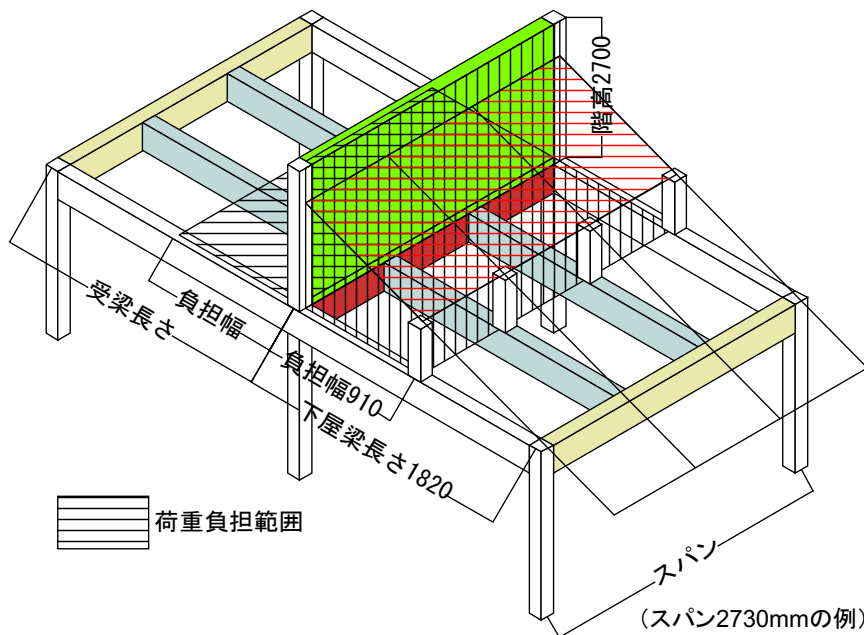 階高2700
負担幅
受梁長さ
負担幅910
下屋梁長さ1820
荷重負担範囲
スパン
(スパン2730mmの例)